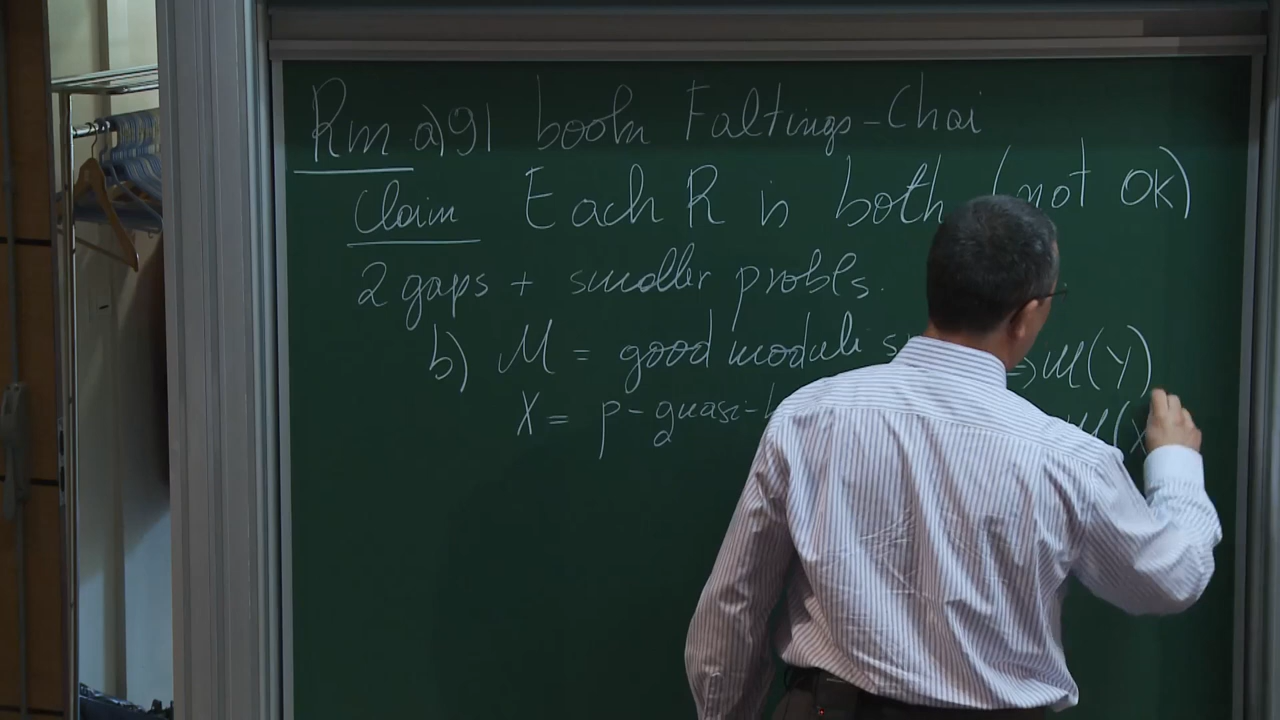 Rm a) 91 book Faltings-Chai
Claim Each R is both (not OK)
2 gaps + smaller probls.
b) M = good moduli ⇒ M(Y)
X = p-quasi- M(X